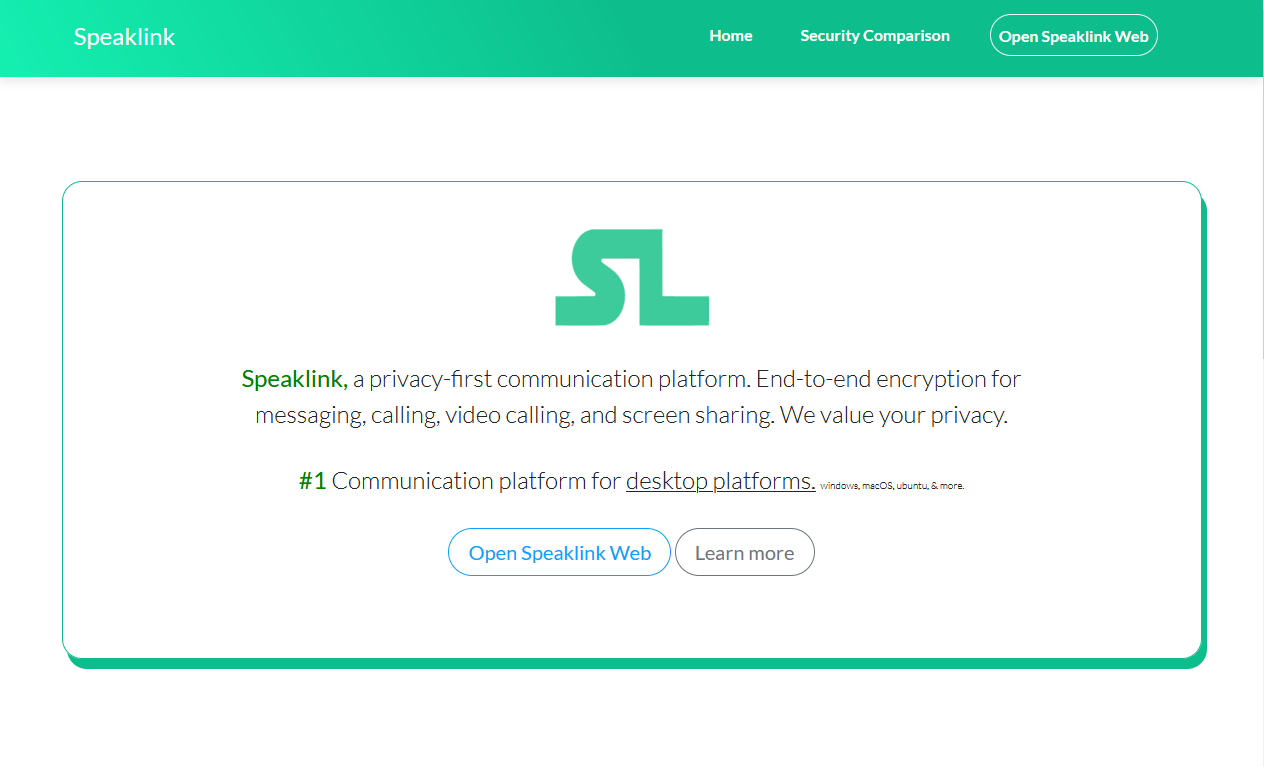 Speaklink
Home
Security Comparison
Open Speaklink Web
SL
Speaklink, a privacy-first communication platform. End-to-end encryption for
messaging, calling, video calling, and screen sharing. We value your privacy.
#1 Communication platform for desktop platforms. windows, macOS, ubuntu, & more.
Open Speaklink Web
Learn more